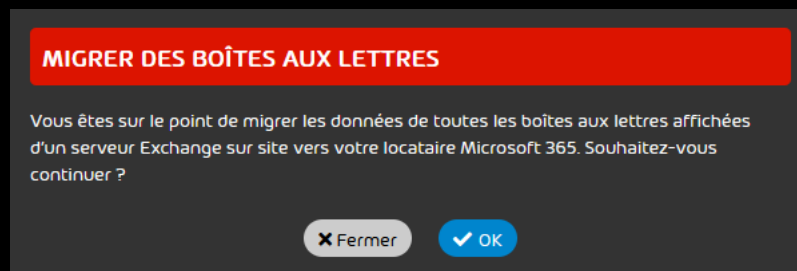 MIGRER DES BOÎTES AUX LETTRES
Vous êtes sur le point de migrer les données de toutes les boîtes aux lettres affichées
d'un serveur Exchange sur site vers votre locataire Microsoft 365. Souhaitez-vous
continuer ?
Fermer OK